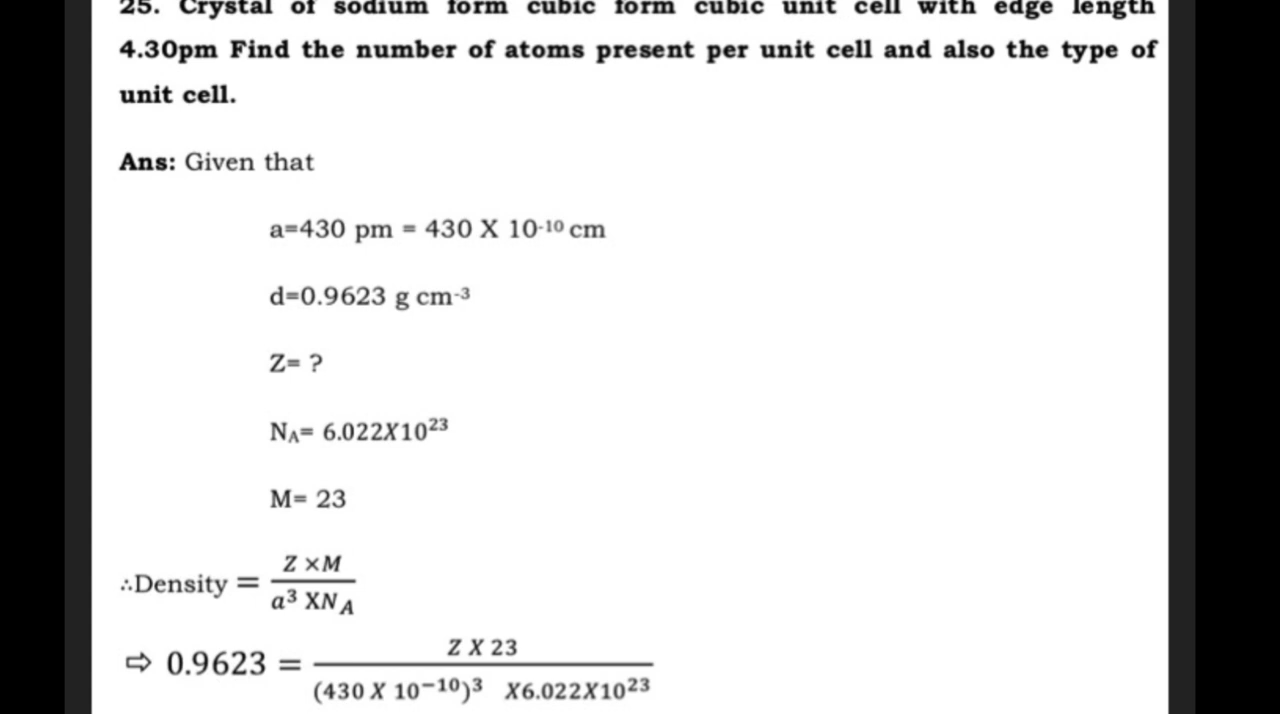 25. Crystal of sodium form cubic form cubic unit cell with edge length
4.30pm Find the number of atoms present per unit cell and also the type of
unit cell.
Ans: Given that
a=430 pm = 430 X 10⁻¹⁰ cm
d=0.9623 g cm⁻³
Z= ?
N_A= 6.022X10²³
M= 23
∴Density = Z ×M / a³ XN_A
⇨ 0.9623 = Z X 23 / (430 X 10⁻¹⁰)³ X6.022X10²³